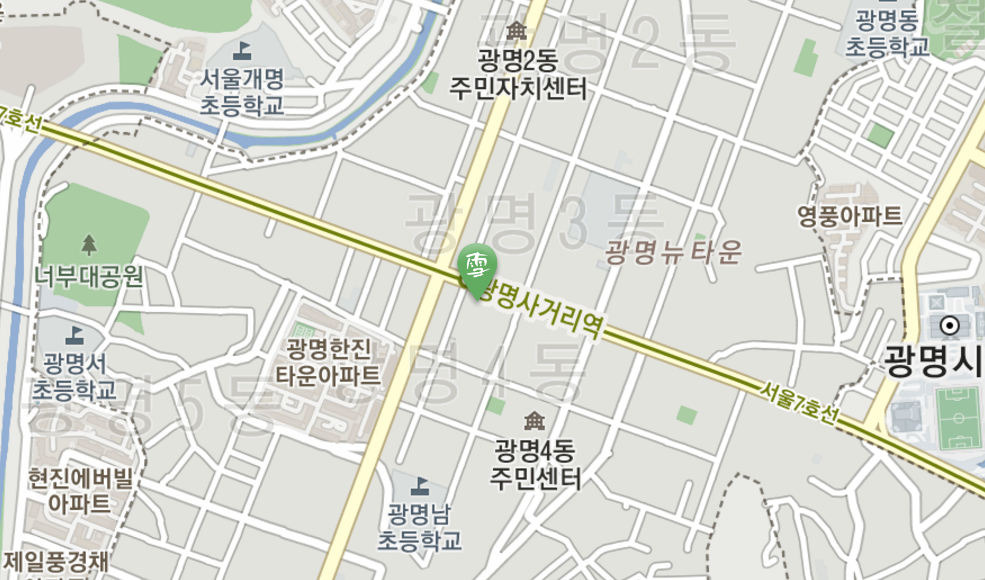 광명2동
광명동
초등학교
광명2동
주민자치센터
서울개명
초등학교
7호선
광명3동
영풍아파트
광명뉴타운
너부대공원
雪
광명사거리역
광명시
광명한진
타운아파트
광명서
초등학교
명4동
광명5동
서울7호선
광명4동
주민센터
현진에버빌
아파트
광명남
초등학교
제일풍경채